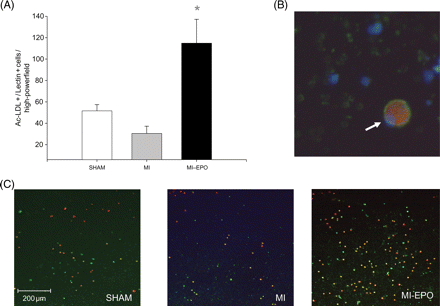 (A)
Ac-LDL+/Lectin+ cells/
high-powerfield
140
120
100
80
60
40
20
*
SHAM
MI
MI–EPO
(B)
(C)
200 µm
SHAM
MI
MI-EPO